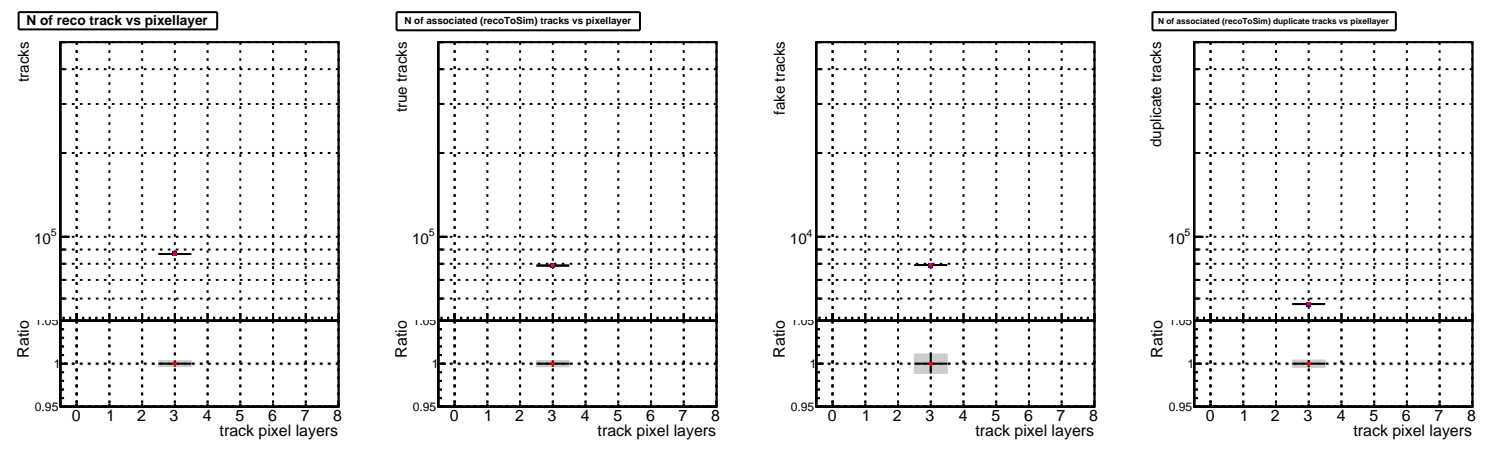 N of reco track vs pixellayer
tracks
10^5
1.05
Ratio
1
0.95
0 1 2 3 4 5 6 7 8
track pixel layers
N of associated (recoToSim) tracks vs pixellayer
true tracks
10^5
1.05
Ratio
1
0.95
0 1 2 3 4 5 6 7 8
track pixel layers
fake tracks
10^4
1.05
Ratio
1
0.95
0 1 2 3 4 5 6 7 8
track pixel layers
N of associated (recoToSim) duplicate tracks vs pixellayer
duplicate tracks
10^5
1.05
Ratio
1
0.95
0 1 2 3 4 5 6 7 8
track pixel layers